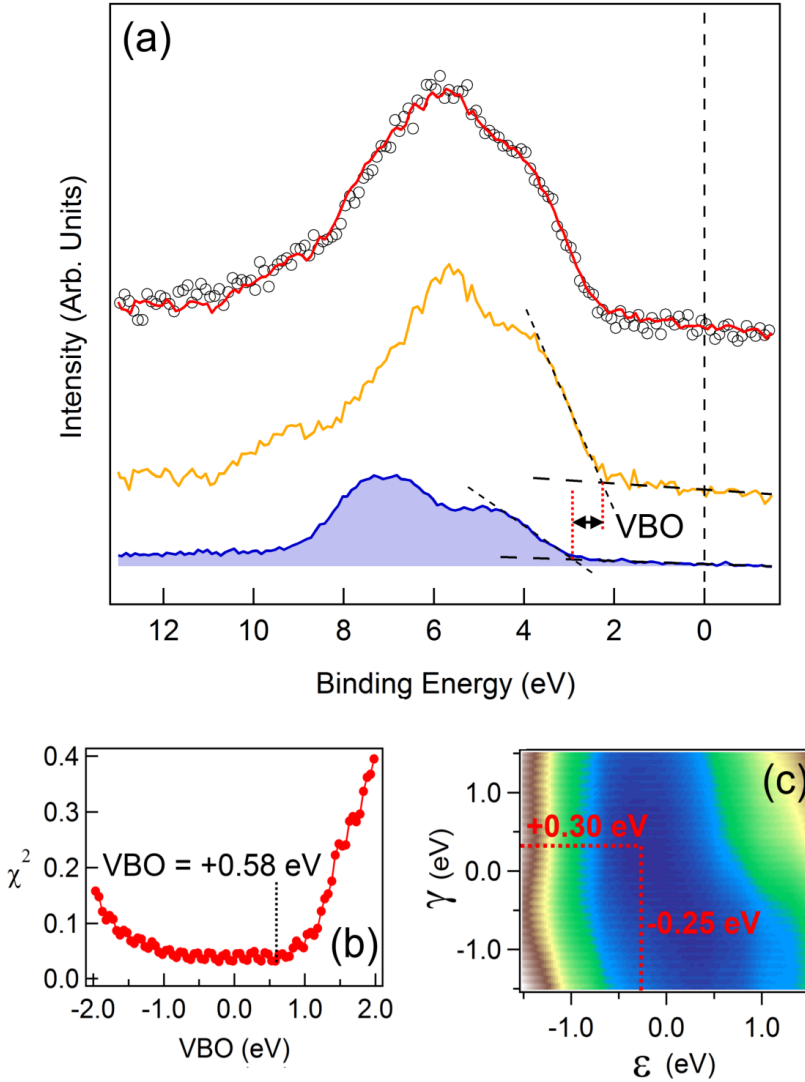 (a)
Intensity (Arb. Units)
VBO
12 10 8 6 4 2 0
Binding Energy (eV)
0.4
0.3
0.2
0.1
0.0
χ²
VBO = +0.58 eV
(b)
-2.0 -1.0 0.0 1.0 2.0
VBO (eV)
(c)
1.0
0.0
-1.0
γ (eV)
+0.30 eV
-0.25 eV
-1.0 0.0 1.0
ε (eV)